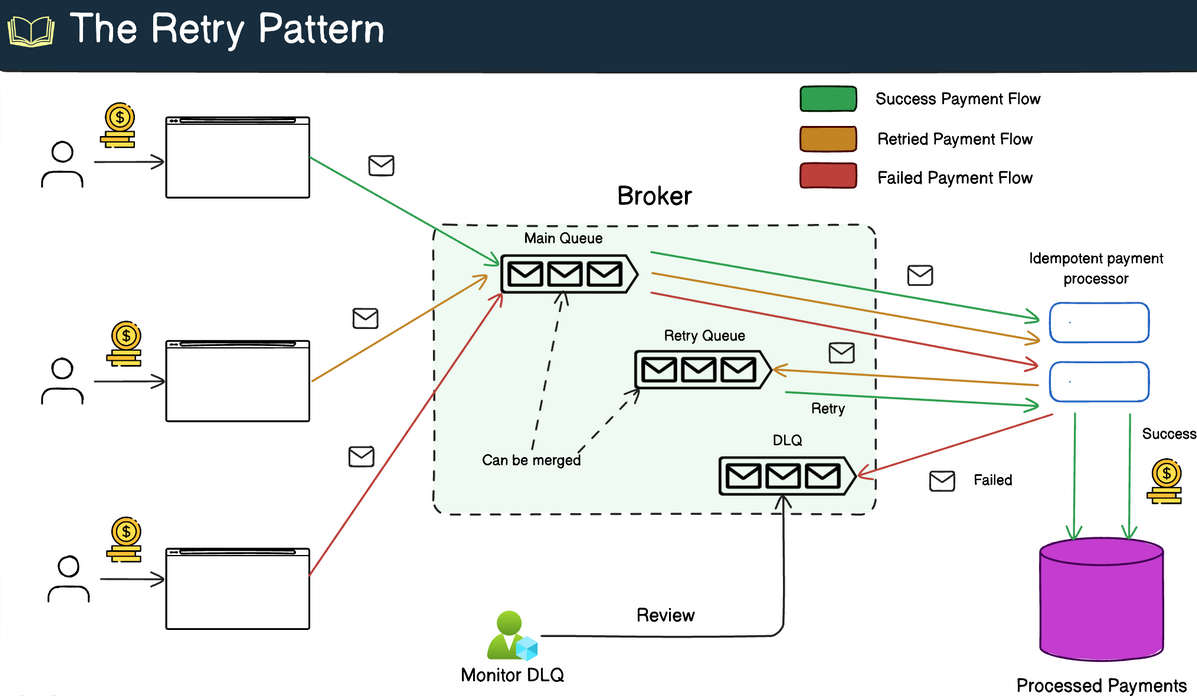 The Retry Pattern
Success Payment Flow
Retried Payment Flow
Failed Payment Flow
Broker
Main Queue
Idempotent payment
processor
Retry Queue
Retry
Can be merged
DLQ
Success
Failed
Review
Monitor DLQ
Processed Payments